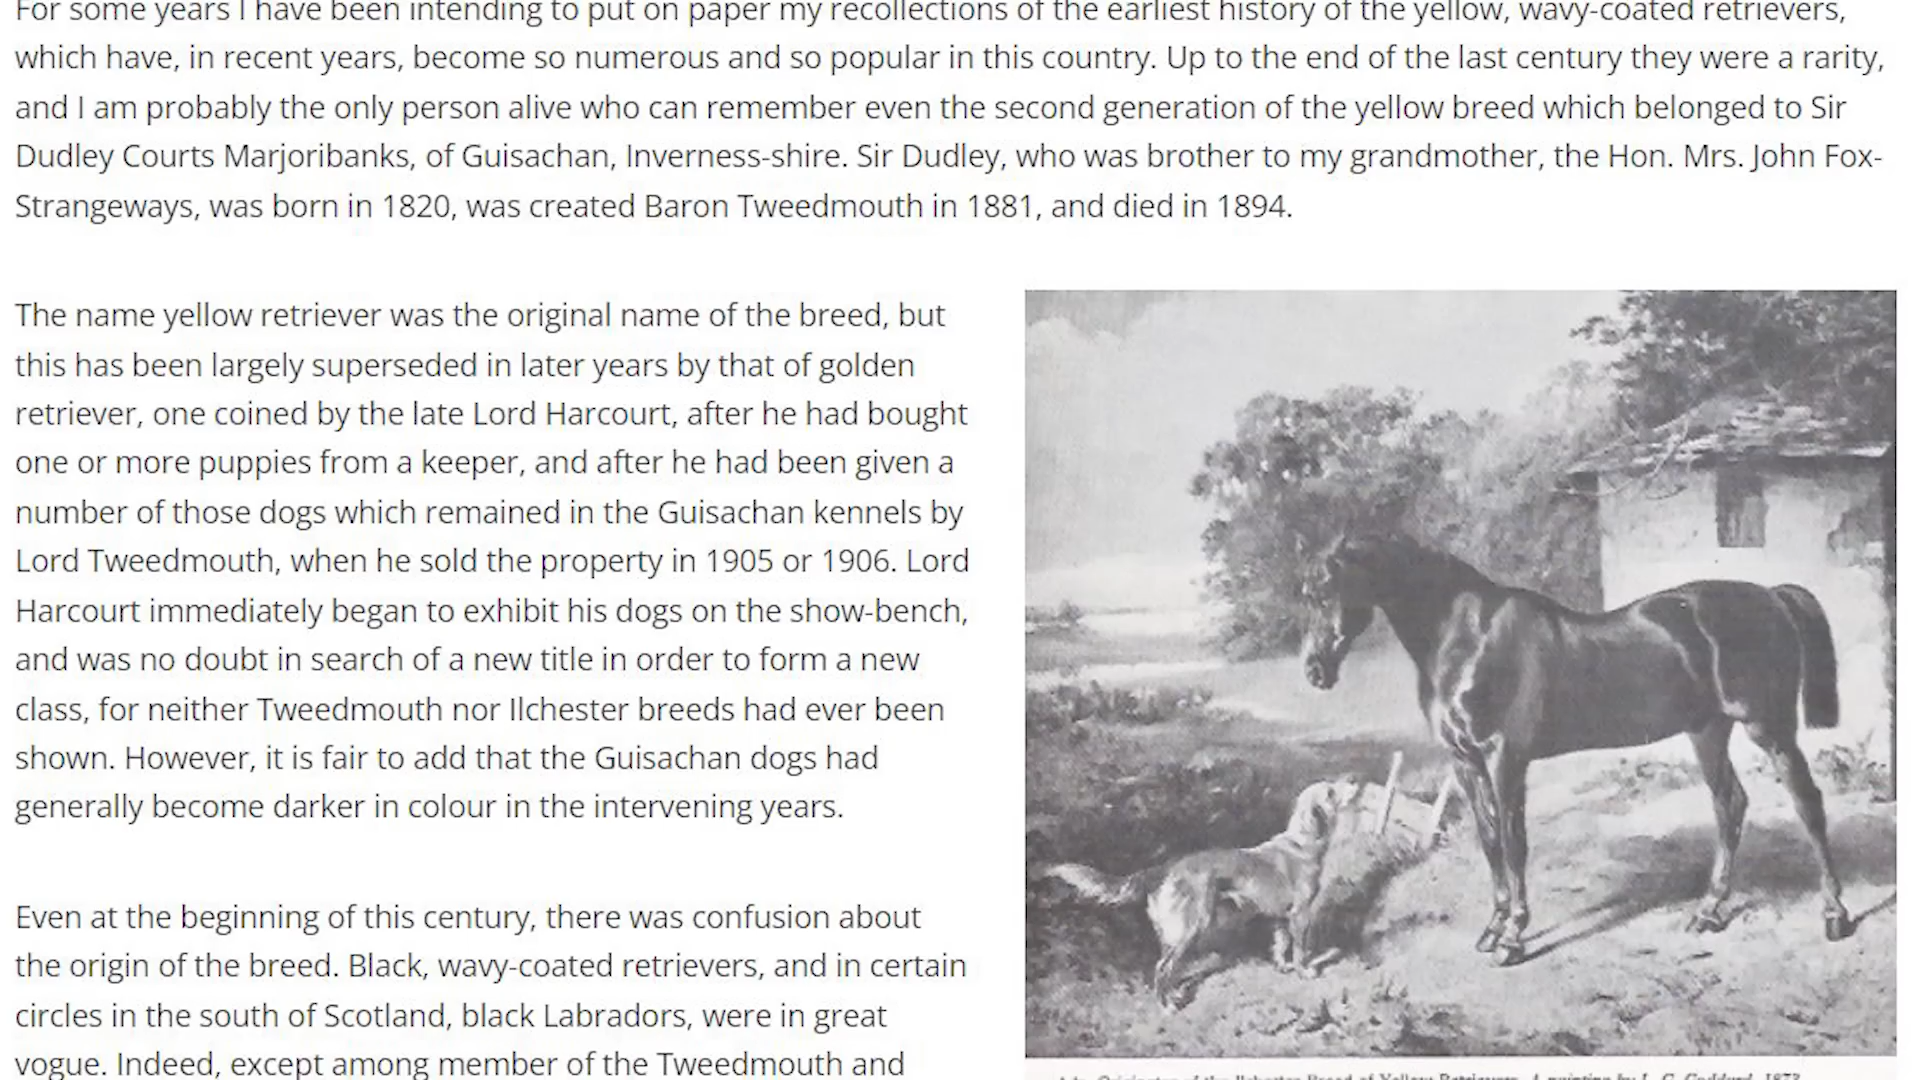 For some years I have been intending to put on paper my recollections of the earliest history of the yellow, wavy-coated retrievers,
which have, in recent years, become so numerous and so popular in this country. Up to the end of the last century they were a rarity,
and I am probably the only person alive who can remember even the second generation of the yellow breed which belonged to Sir
Dudley Courts Marjoribanks, of Guisachan, Inverness-shire. Sir Dudley, who was brother to my grandmother, the Hon. Mrs. John Fox-
Strangeways, was born in 1820, was created Baron Tweedmouth in 1881, and died in 1894.
The name yellow retriever was the original name of the breed, but
this has been largely superseded in later years by that of golden
retriever, one coined by the late Lord Harcourt, after he had bought
one or more puppies from a keeper, and after he had been given a
number of those dogs which remained in the Guisachan kennels by
Lord Tweedmouth, when he sold the property in 1905 or 1906. Lord
Harcourt immediately began to exhibit his dogs on the show-bench,
and was no doubt in search of a new title in order to form a new
class, for neither Tweedmouth nor Ilchester breeds had ever been
shown. However, it is fair to add that the Guisachan dogs had
generally become darker in colour in the intervening years.
Even at the beginning of this century, there was confusion about
the origin of the breed. Black, wavy-coated retrievers, and in certain
circles in the south of Scotland, black Labradors, were in great
vogue. Indeed, except among member of the Tweedmouth and
of the Ilchester Breed of Yellow Retrievers. A painting by